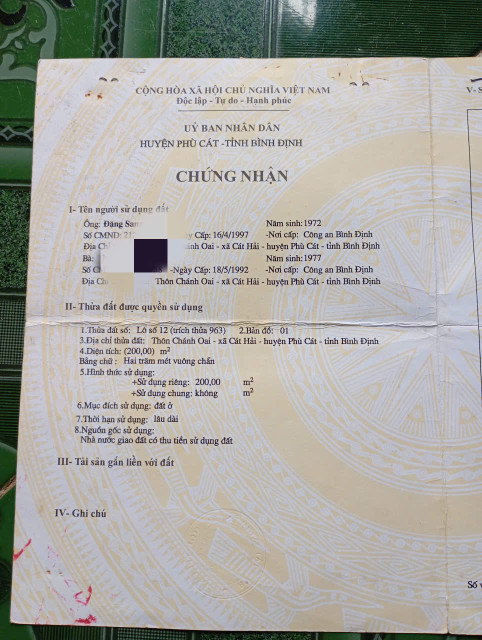 CỘNG HÒA XÃ HỘI CHỦ NGHĨA VIỆT NAM
Độc lập - Tự do - Hạnh phúc
UỶ BAN NHÂN DÂN
HUYỆN PHÙ CÁT -TỈNH BÌNH ĐỊNH
CHỨNG NHẬN
I- Tên người sử dụng đất
Ông: Đặng Năm sinh:1972
Số CMND: Cấp: 16/4/1997 -Nơi cấp: Công an Bình Định
Địa Oai - xã Cát Hải - huyện Phù Cát - tỉnh Bình Định
Bà: Năm sinh:1977
Số -Ngày Cấp: 18/5/1992 -Nơi cấp: Công an Bình Định
Địa Thôn Chánh Oai - xã Cát Hải - huyện Phù Cát - tỉnh Bình Định
II- Thửa đất được quyền sử dụng
1.Thửa đất số: Lô số 12 (trích thửa 963) 2.Bản đồ: 01
3.Địa chỉ thửa đất: Thôn Chánh Oai - xã Cát Hải - huyện Phù Cát - tỉnh Bình Định
4.Diện tích: (200,00) m²
Bằng chữ: Hai trăm mét vuông chẵn
5.Hình thức sử dụng:
+Sử dụng riêng: 200,00 m²
+Sử dụng chung: không m²
6.Mục đích sử dụng: đất ở
7.Thời hạn sử dụng: lâu dài
8.Nguồn gốc sử dụng:
Nhà nước giao đất có thu tiền sử dụng đất
III- Tài sản gắn liền với đất
IV- Ghi chú
V- S
Số